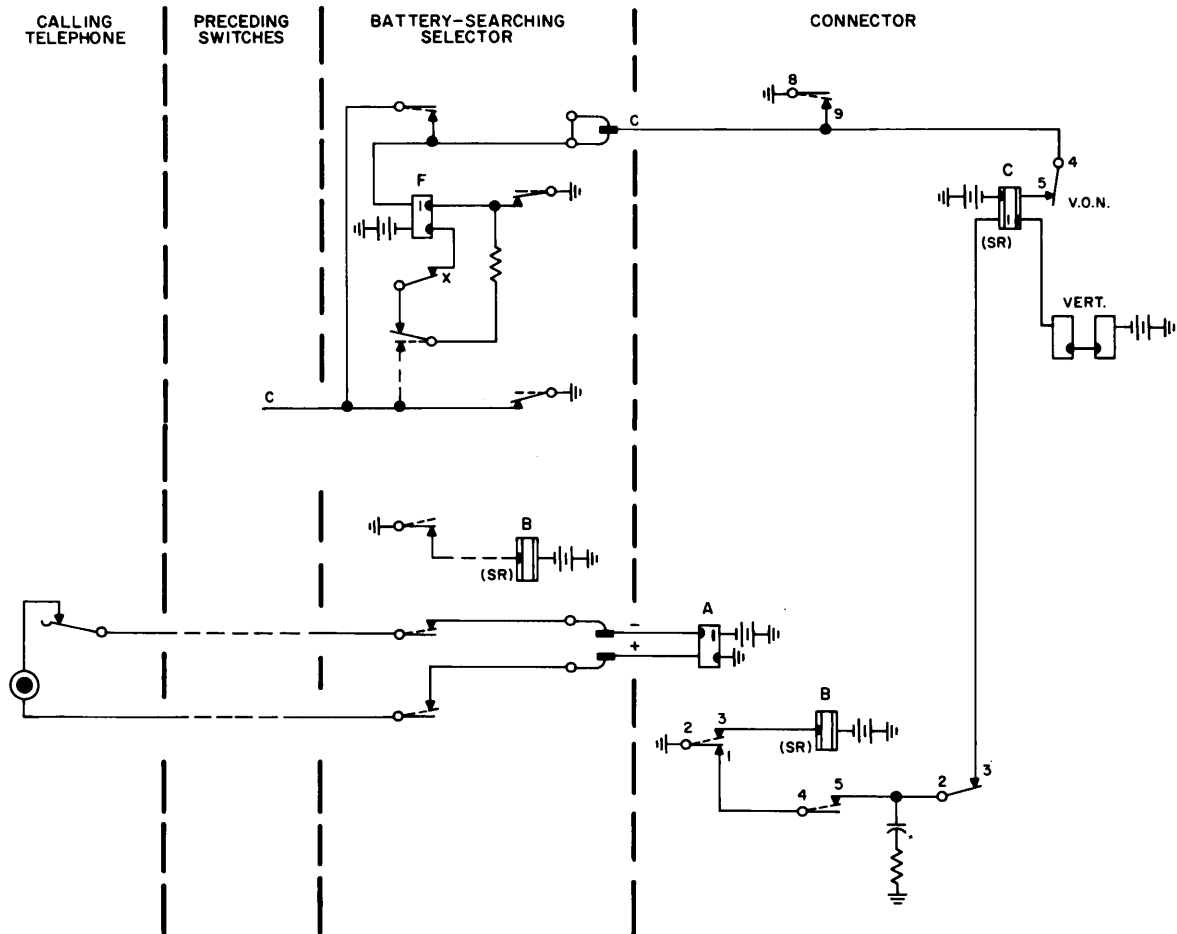 CALLING
TELEPHONE
PRECEDING
SWITCHES
BATTERY-SEARCHING
SELECTOR
CONNECTOR
8
9
C
4
C
5
V.O.N.
F
I
I
(SR)
X
VERT.
C
B
(SR)
A
-
I
+
B
2
3
(SR)
1
4
5
2
3